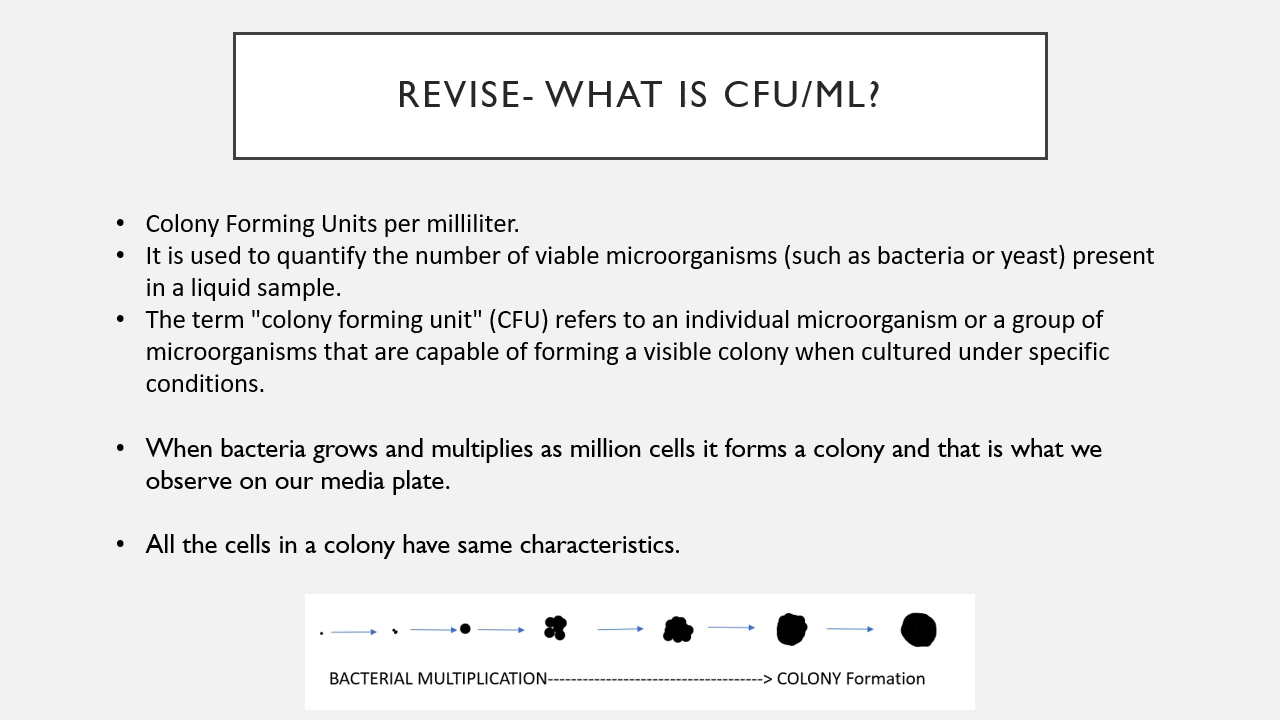 REVISE- WHAT IS CFU/ML?
• Colony Forming Units per milliliter.
• It is used to quantify the number of viable microorganisms (such as bacteria or yeast) present
in a liquid sample.
• The term "colony forming unit" (CFU) refers to an individual microorganism or a group of
microorganisms that are capable of forming a visible colony when cultured under specific
conditions.
• When bacteria grows and multiplies as million cells it forms a colony and that is what we
observe on our media plate.
• All the cells in a colony have same characteristics.
BACTERIAL MULTIPLICATION-------------------------------------> COLONY Formation